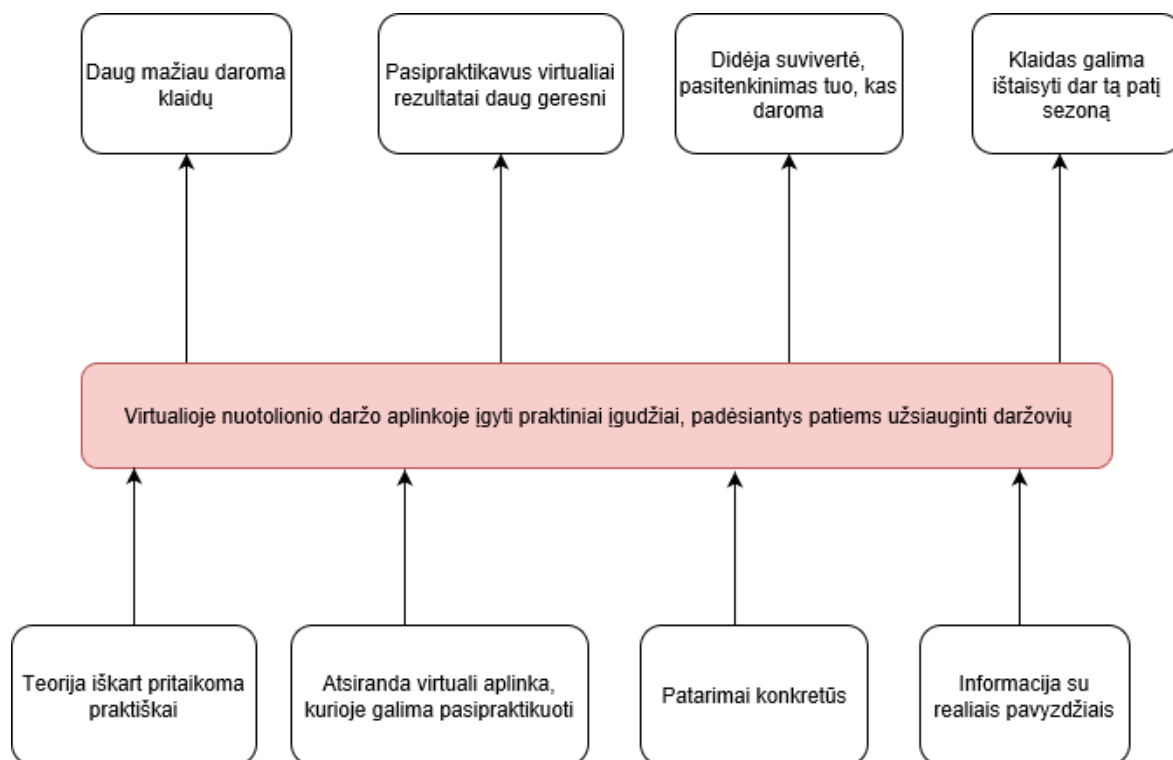 Daug mažiau daroma
klaidų
Pasipraktikavus virtualiai
rezultatai daug geresni
Didėja suvivertė,
pasitenkinimas tuo, kas
daroma
Klaidas galima
ištaisyti dar tą patį
sezoną
Virtualioje nuotolionio daržo aplinkoje įgyti praktiniai įgudžiai, padėsiantys patiems užsiauginti daržovių
Teorija iškart pritaikoma
praktiškai
Atsiranda virtuali aplinka,
kurioje galima pasipraktikuoti
Patarimai konkretūs
Informacija su
realiais pavyzdžiais